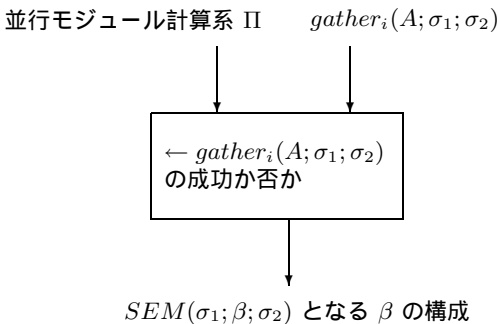 並行モジュール計算系 Π gather_i(A;σ_1;σ_2)
← gather_i(A;σ_1;σ_2)
の成功か否か
SEM(σ_1;β;σ_2) となる β の構成